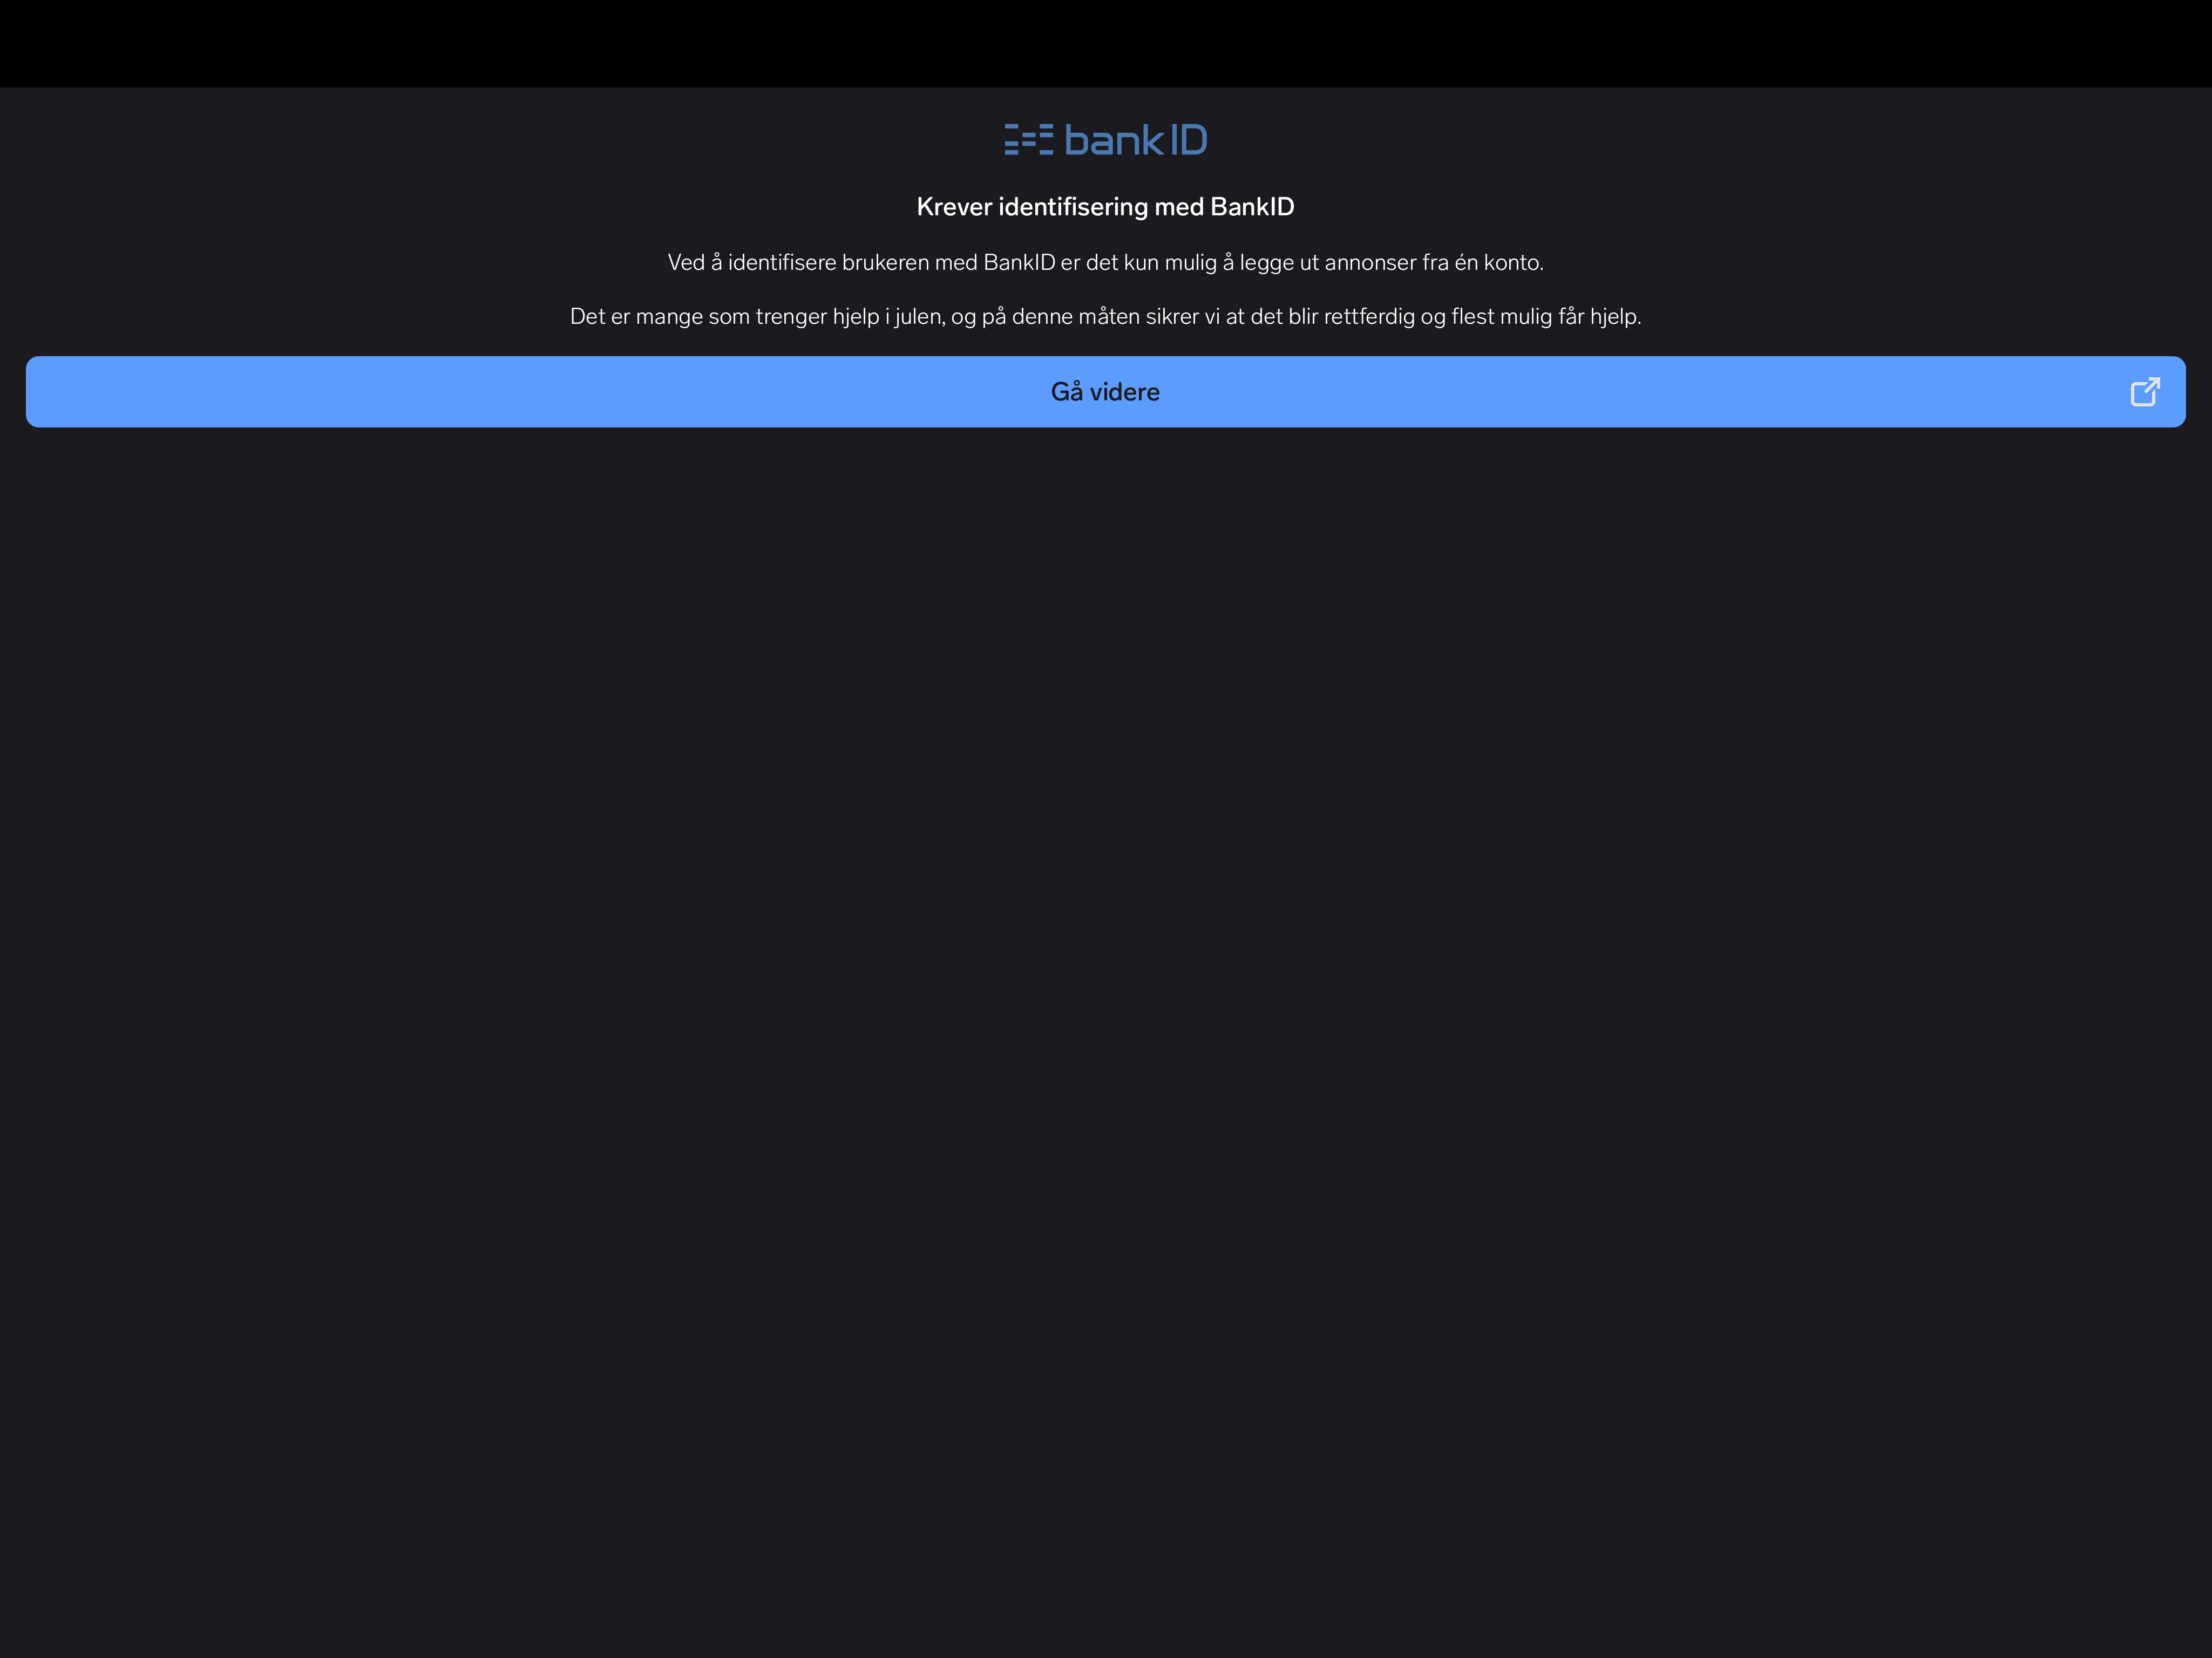 bankID
Krever identifisering med BankID
Ved å identifisere brukeren med BankID er det kun mulig å legge ut annonser fra én konto.
Det er mange som trenger hjelp i julen, og på denne måten sikrer vi at det blir rettferdig og flest mulig får hjelp.
Gå videre